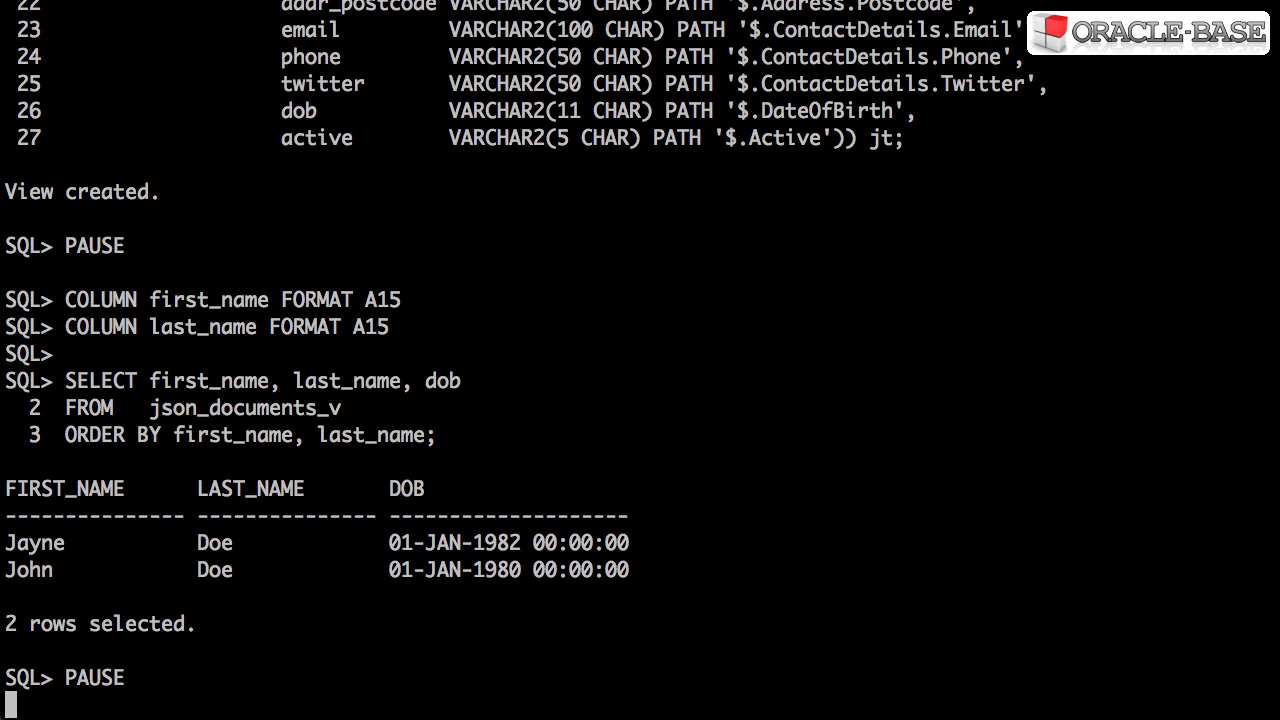 22                    addr_postcode VARCHAR2(50 CHAR) PATH '$.Address.Postcode',
 23                    email         VARCHAR2(100 CHAR) PATH '$.ContactDetails.Email'
 24                    phone         VARCHAR2(50 CHAR) PATH '$.ContactDetails.Phone',
 25                    twitter       VARCHAR2(50 CHAR) PATH '$.ContactDetails.Twitter',
 26                    dob           VARCHAR2(11 CHAR) PATH '$.DateOfBirth',
 27                    active        VARCHAR2(5 CHAR) PATH '$.Active')) jt;
View created.
SQL> PAUSE
SQL> COLUMN first_name FORMAT A15
SQL> COLUMN last_name FORMAT A15
SQL>
SQL> SELECT first_name, last_name, dob
  2  FROM   json_documents_v
  3  ORDER BY first_name, last_name;
FIRST_NAME      LAST_NAME       DOB
--------------- --------------- --------------------
Jayne           Doe             01-JAN-1982 00:00:00
John            Doe             01-JAN-1980 00:00:00
2 rows selected.
SQL> PAUSE
ORACLE-BASE